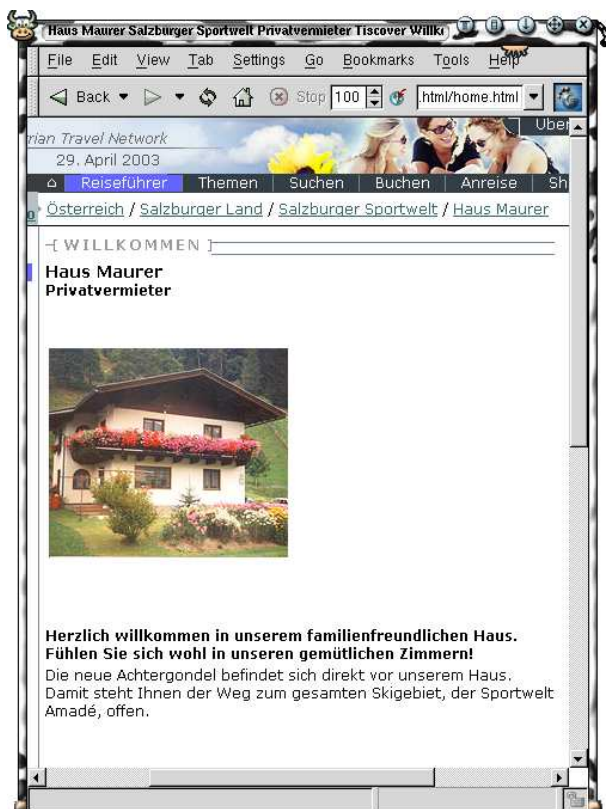 Haus Maurer Salzburger Sportwelt Privatvermieter Tiscover Willk
File Edit View Tab Settings Go Bookmarks Tools Help
Back Stop 100 .html/home.html
rian Travel Network
Über
29. April 2003
Reiseführer Themen Suchen Buchen Anreise Sh
Österreich / Salzburger Land / Salzburger Sportwelt / Haus Maurer
WILLKOMMEN
Haus Maurer
Privatvermieter
Herzlich willkommen in unserem familienfreundlichen Haus.
Fühlen Sie sich wohl in unseren gemütlichen Zimmern!
Die neue Achtergondel befindet sich direkt vor unserem Haus.
Damit steht Ihnen der Weg zum gesamten Skigebiet, der Sportwelt
Amadé, offen.